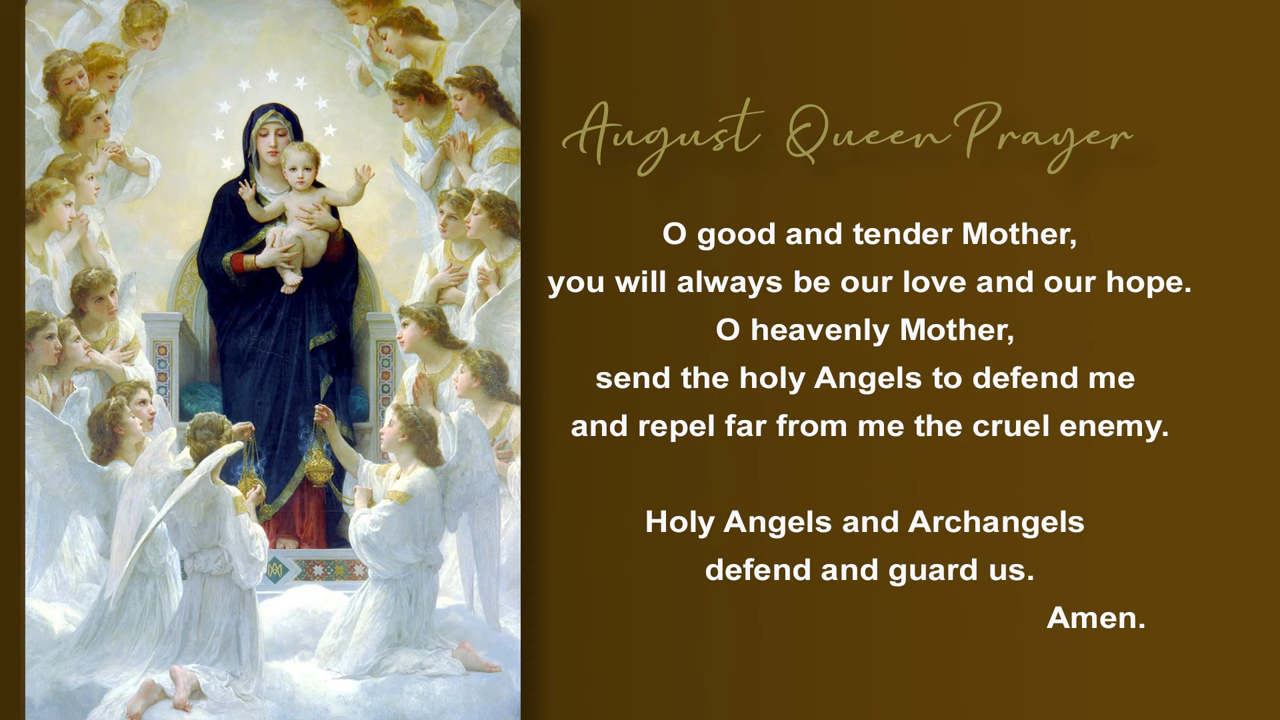 August Queen Prayer
O good and tender Mother,
you will always be our love and our hope.
O heavenly Mother,
send the holy Angels to defend me
and repel far from me the cruel enemy.
Holy Angels and Archangels
defend and guard us.
Amen.